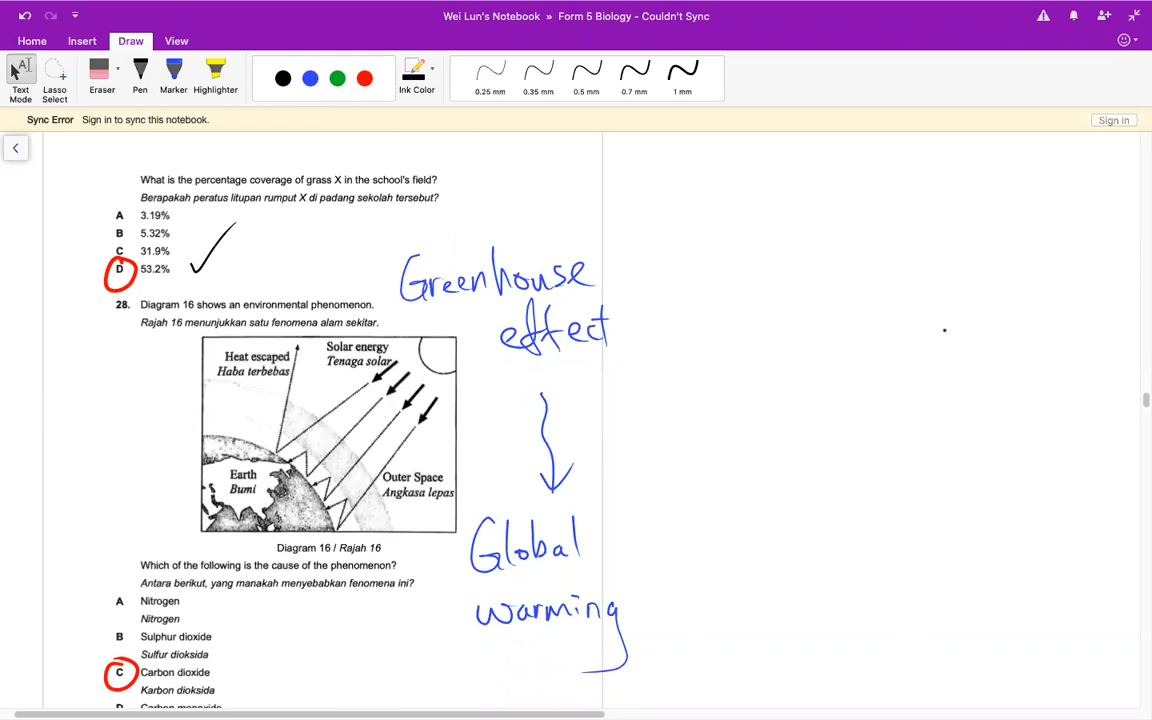 Wei Lun's Notebook » Form 5 Biology - Couldn't Sync
Home Insert Draw View
Text Mode
Lasso Select
Eraser
Pen
Marker
Highlighter
Ink Color
0.25 mm 0.35 mm 0.5 mm 0.7 mm 1 mm
Sync Error Sign in to sync this notebook.
Sign in
What is the percentage coverage of grass X in the school's field?
Berapakah peratus litupan rumput X di padang sekolah tersebut?
A 3.19%
B 5.32%
C 31.9%
D 53.2%
Greenhouse
effect
Global
warming
28. Diagram 16 shows an environmental phenomenon.
Rajah 16 menunjukkan satu fenomena alam sekitar.
Heat escaped
Haba terbebas
Solar energy
Tenaga solar
Earth
Bumi
Outer Space
Angkasa lepas
Diagram 16 / Rajah 16
Which of the following is the cause of the phenomenon?
Antara berikut, yang manakah menyebabkan fenomena ini?
A Nitrogen
Nitrogen
B Sulphur dioxide
Sulfur dioksida
C Carbon dioxide
Karbon dioksida
D Carbon monoxide